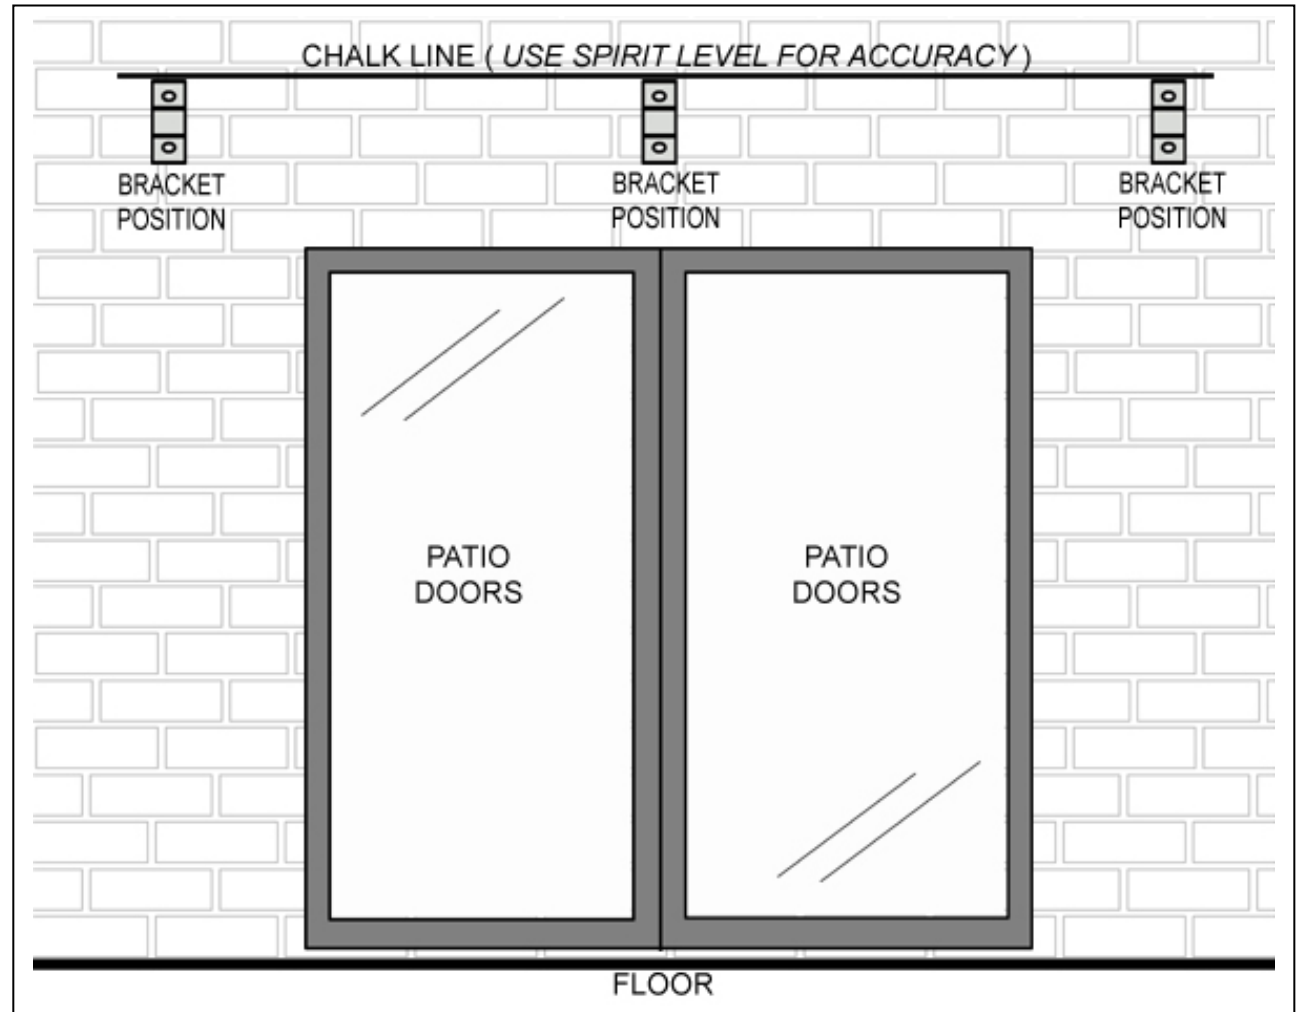 CHALK LINE ( USE SPIRIT LEVEL FOR ACCURACY )
BRACKET
POSITION
BRACKET
POSITION
BRACKET
POSITION
PATIO
DOORS
PATIO
DOORS
FLOOR